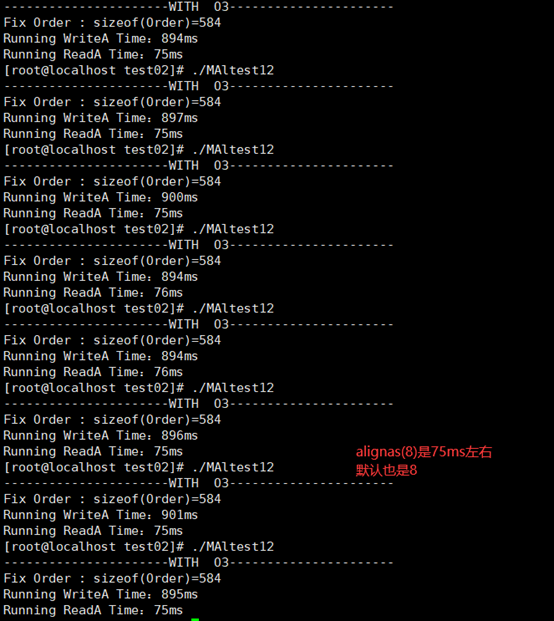 ----------------------WITH  O3----------------------
Fix Order : sizeof(Order)=584
Running WriteA Time：894ms
Running ReadA Time：75ms
[root@localhost test02]# ./MAltest12
----------------------WITH  O3----------------------
Fix Order : sizeof(Order)=584
Running WriteA Time：897ms
Running ReadA Time：75ms
[root@localhost test02]# ./MAltest12
----------------------WITH  O3----------------------
Fix Order : sizeof(Order)=584
Running WriteA Time：900ms
Running ReadA Time：75ms
[root@localhost test02]# ./MAltest12
----------------------WITH  O3----------------------
Fix Order : sizeof(Order)=584
Running WriteA Time：894ms
Running ReadA Time：76ms
[root@localhost test02]# ./MAltest12
----------------------WITH  O3----------------------
Fix Order : sizeof(Order)=584
Running WriteA Time：894ms
Running ReadA Time：76ms
[root@localhost test02]# ./MAltest12
----------------------WITH  O3----------------------
Fix Order : sizeof(Order)=584
Running WriteA Time：896ms
Running ReadA Time：75ms
[root@localhost test02]# ./MAltest12
----------------------WITH  O3----------------------
Fix Order : sizeof(Order)=584
Running WriteA Time：901ms
Running ReadA Time：75ms
[root@localhost test02]# ./MAltest12
----------------------WITH  O3----------------------
Fix Order : sizeof(Order)=584
Running WriteA Time：895ms
Running ReadA Time：75ms
alignas(8)是75ms左右
默认也是8